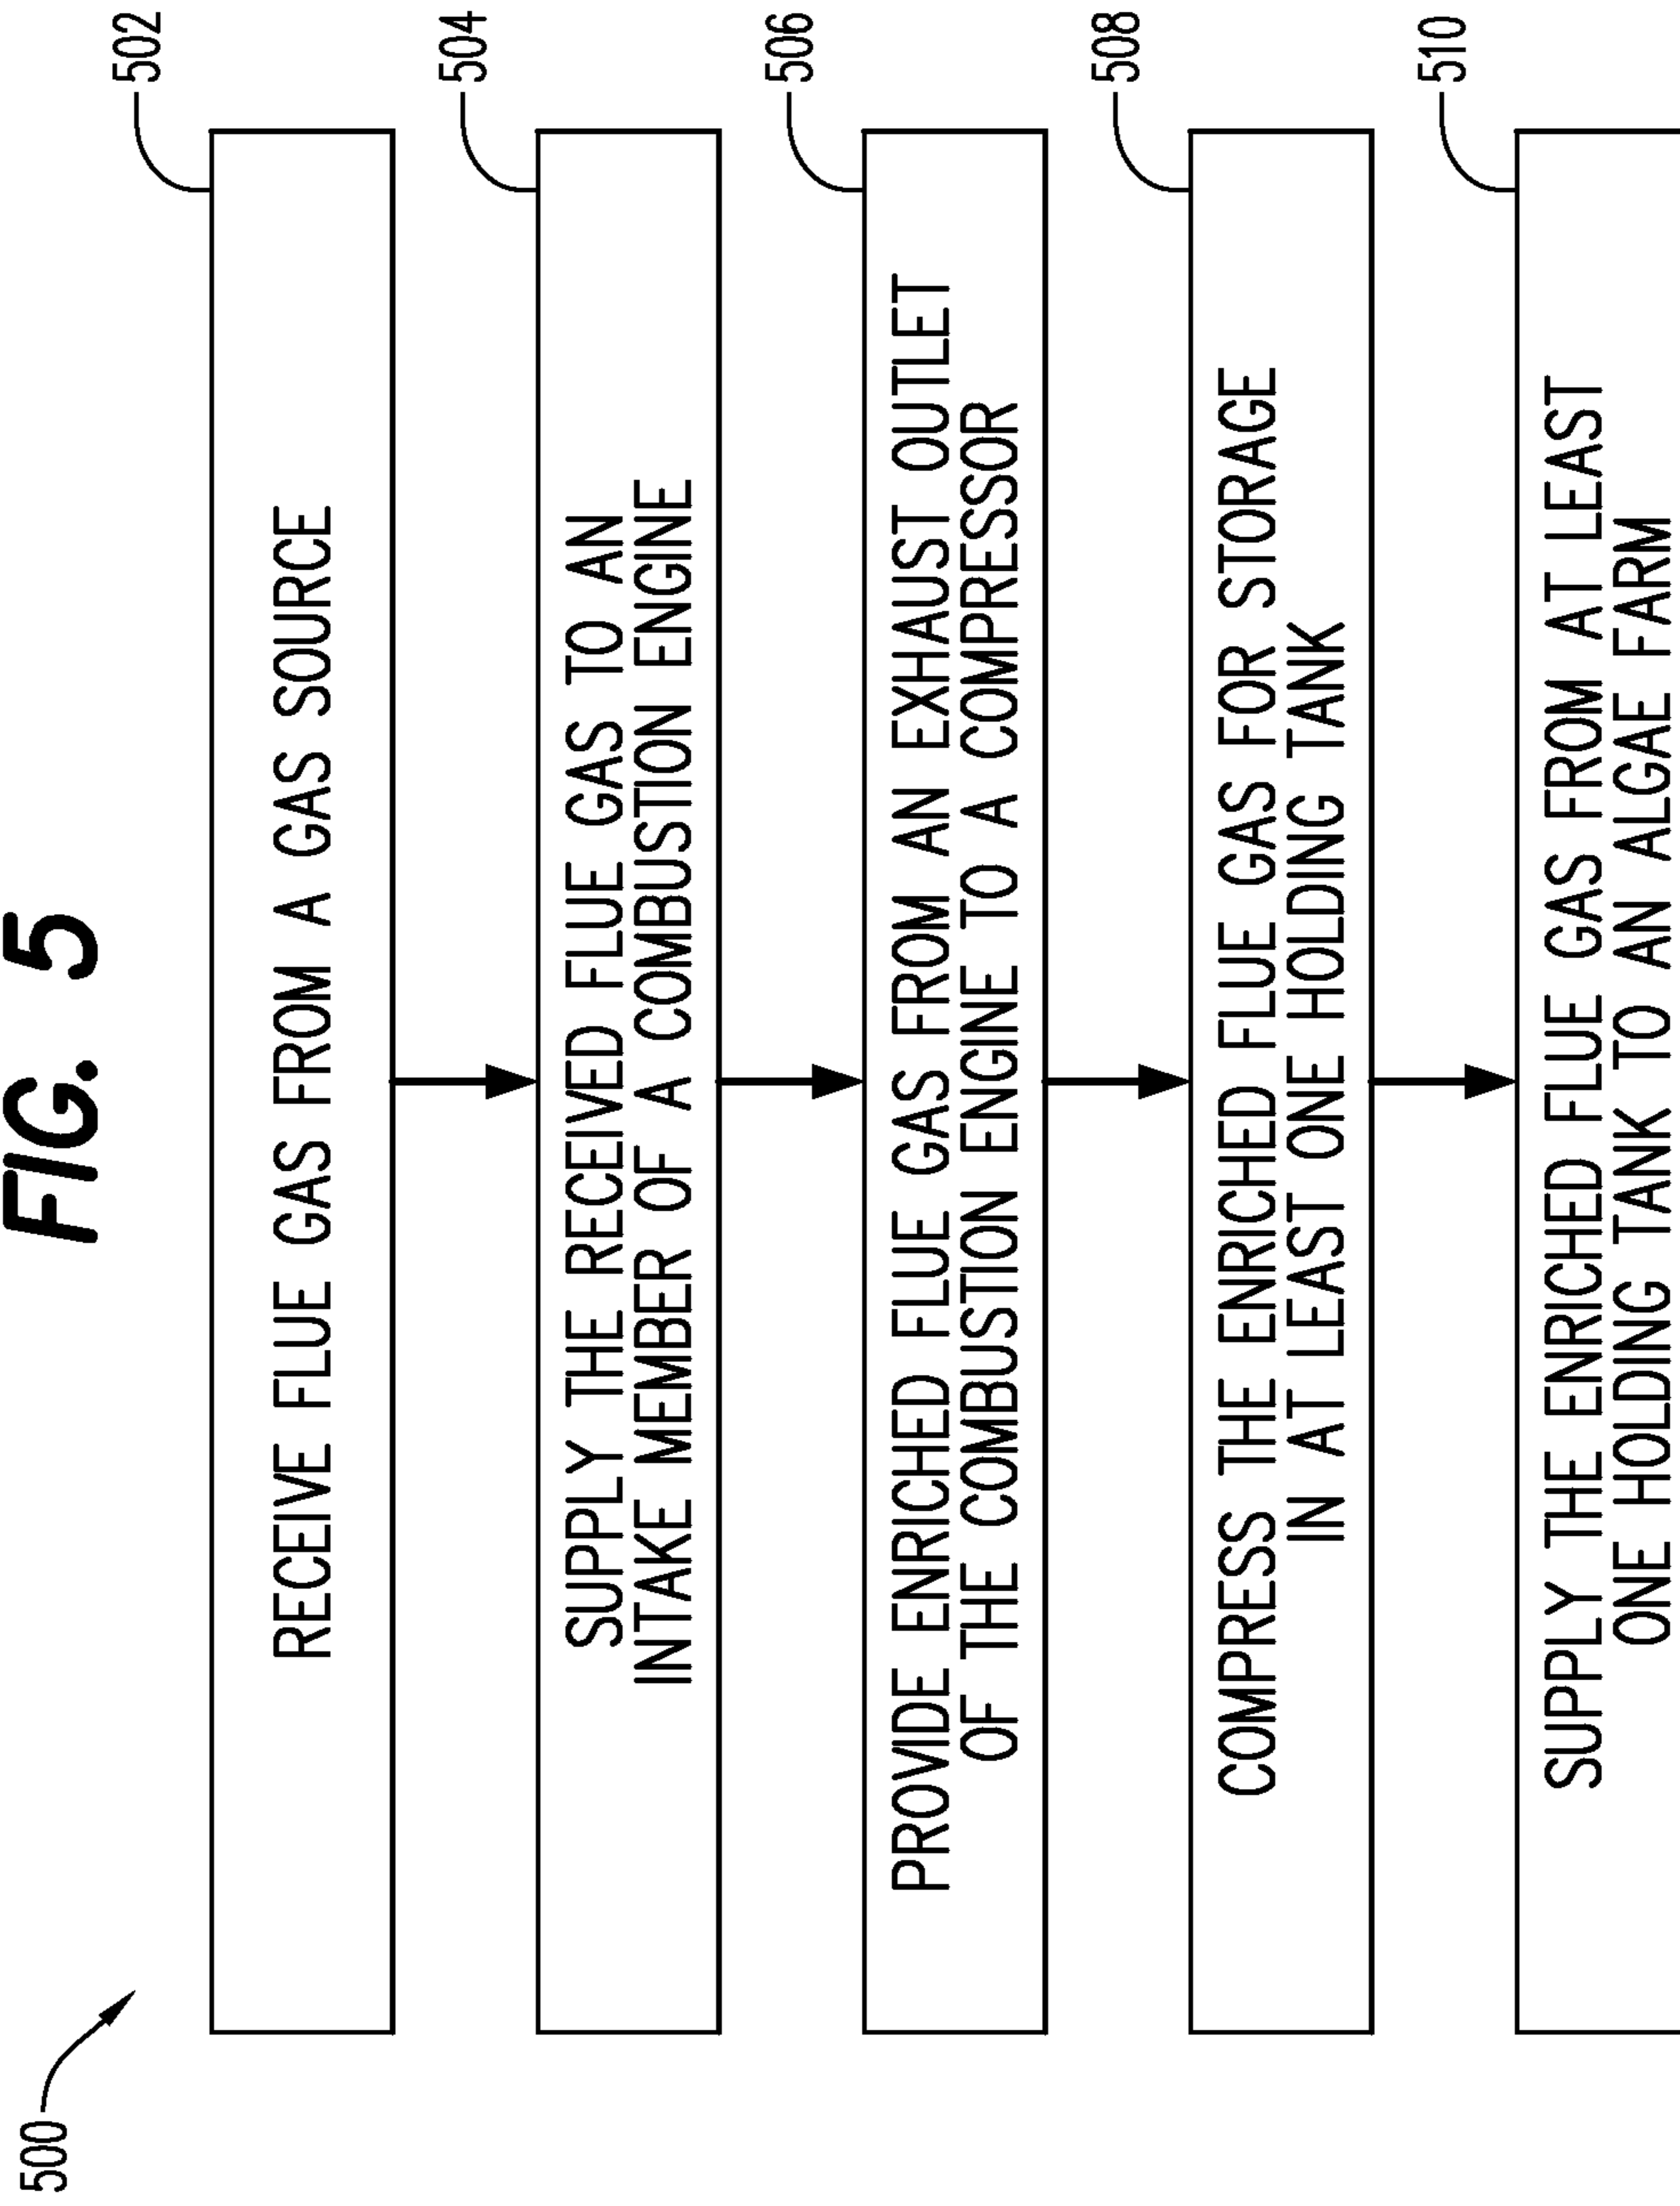 FIG. 5
500
502
RECEIVE FLUE GAS FROM A GAS SOURCE
504
SUPPLY THE RECEIVED FLUE GAS TO AN
INTAKE MEMBER OF A COMBUSTION ENGINE
506
PROVIDE ENRICHED FLUE GAS FROM AN EXHAUST OUTLET
OF THE COMBUSTION ENGINE TO A COMPRESSOR
508
COMPRESS THE ENRICHED FLUE GAS FOR STORAGE
IN AT LEAST ONE HOLDING TANK
510
SUPPLY THE ENRICHED FLUE GAS FROM AT LEAST
ONE HOLDING TANK TO AN ALGAE FARM